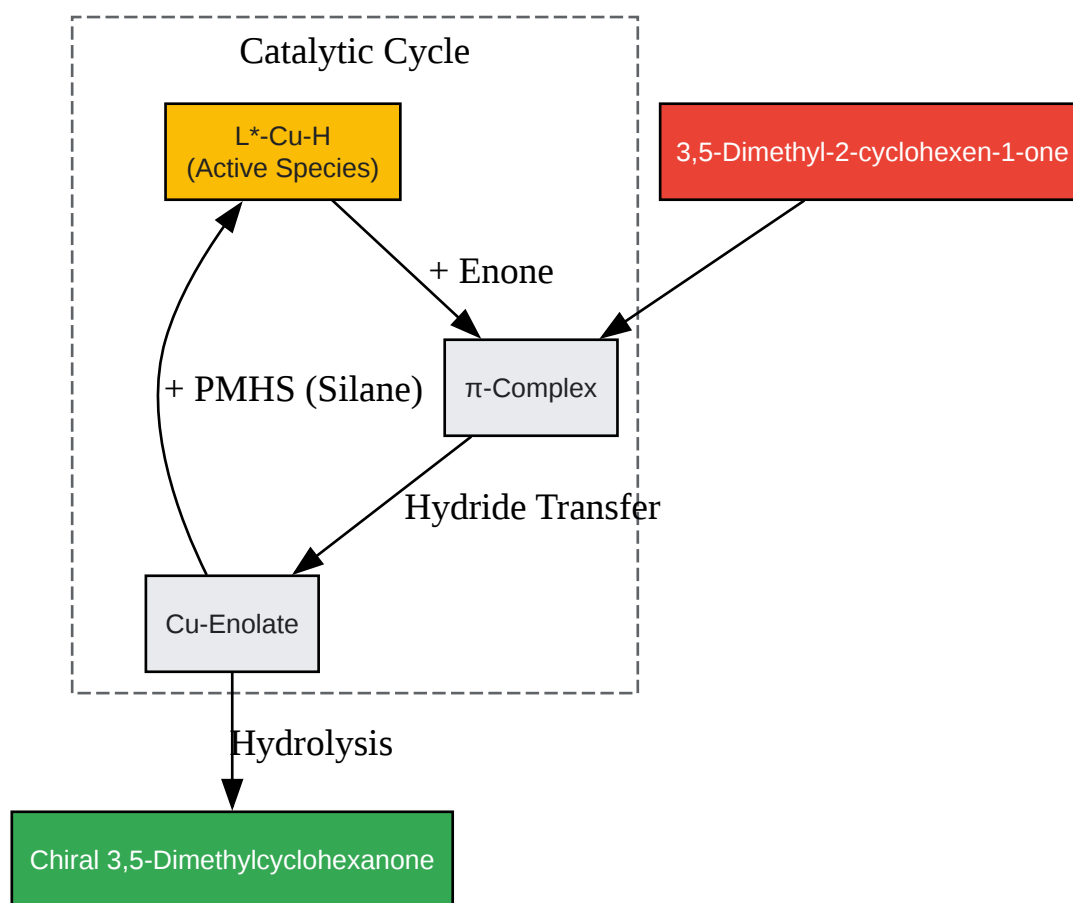 Catalytic Cycle
L*-Cu-H
(Active Species)
3,5-Dimethyl-2-cyclohexen-1-one
+ Enone
+ PMHS (Silane)
π-Complex
Hydride Transfer
Cu-Enolate
Hydrolysis
Chiral 3,5-Dimethylcyclohexanone